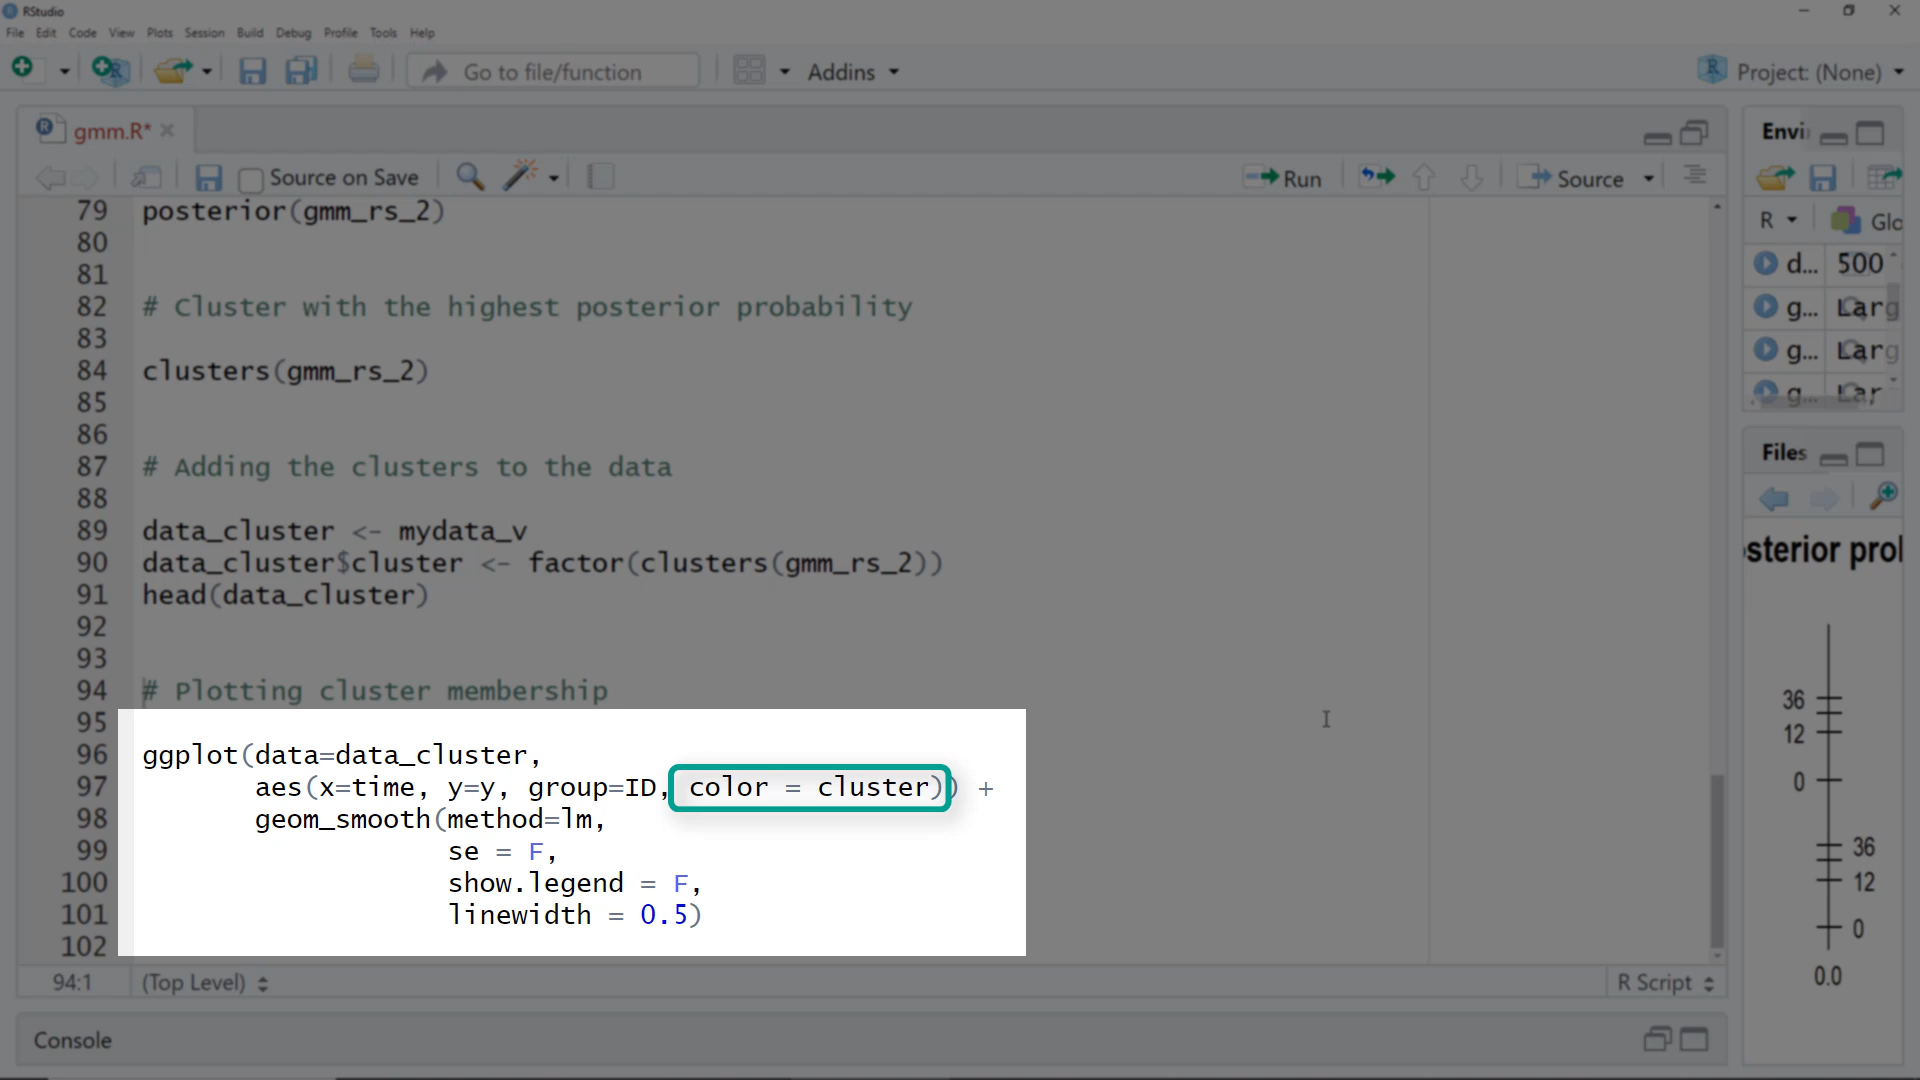 RStudio
File Edit Code View Plots Session Build Debug Profile Tools Help
Go to file/function Addins Project: (None)
gmm.R*
Source on Save Run Source
79 posterior(gmm_rs_2)
80
81
82 # Cluster with the highest posterior probability
83
84 clusters(gmm_rs_2)
85
86
87 # Adding the clusters to the data
88
89 data_cluster <- mydata_v
90 data_cluster$cluster <- factor(clusters(gmm_rs_2))
91 head(data_cluster)
92
93
94 # Plotting cluster membership
95
96 ggplot(data=data_cluster,
97 aes(x=time, y=y, group=ID, color = cluster)) +
98 geom_smooth(method=lm,
99 se = F,
100 show.legend = F,
101 linewidth = 0.5)
102
94:1 (Top Level) R Script
Console
Envi
R Glo
d... 500
g... Larg
g... Larg
g... Lar
Files
sterior prol
36
12
0
36
12
0
0.0